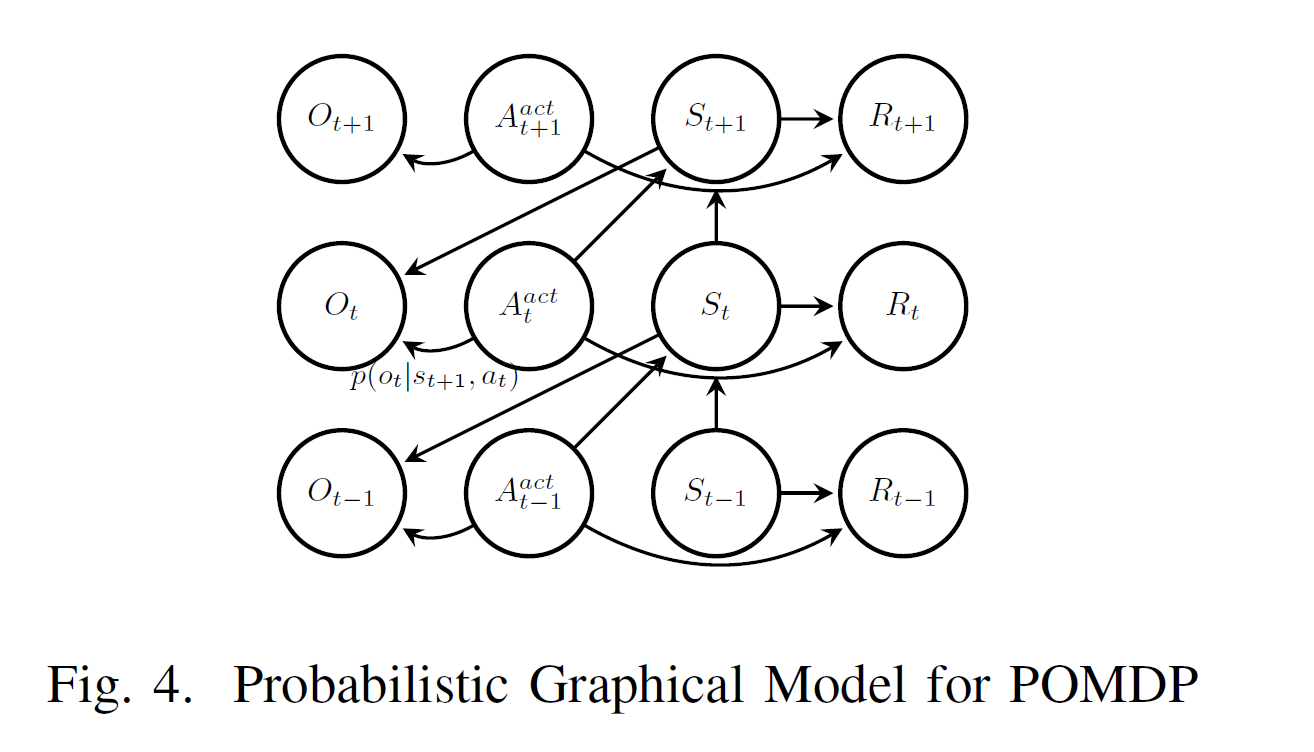 O_{t+1} A^{act}_{t+1} S_{t+1} R_{t+1}
O_t A^{act}_t S_t R_t
p(o_t|s_{t+1}, a_t)
O_{t−1} A^{act}_{t−1} S_{t−1} R_{t−1}
Fig. 4. Probabilistic Graphical Model for POMDP